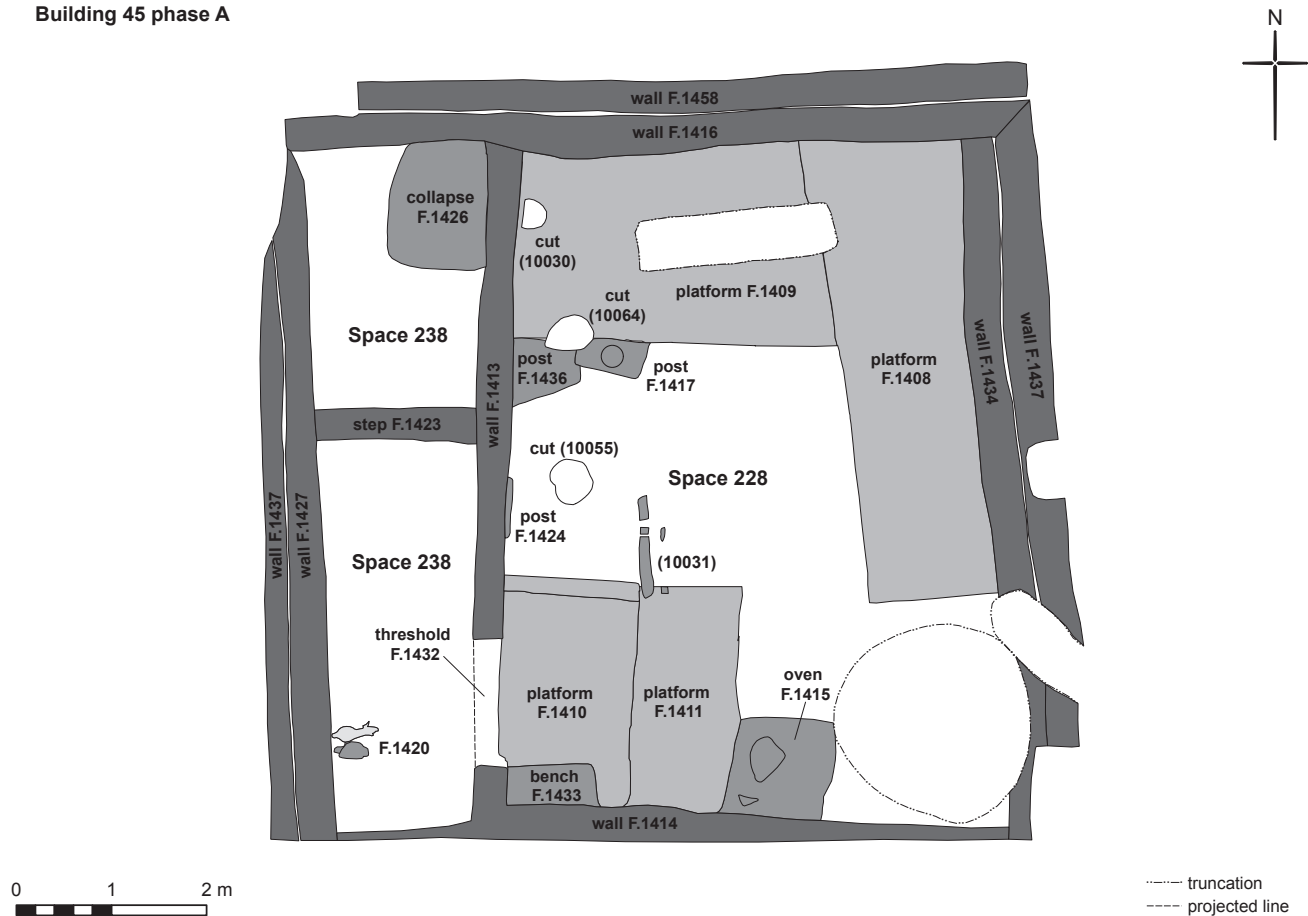 Building 45 phase A
N
wall F.1458
wall F.1416
collapse
F.1426
cut
(10030)
platform F.1409
cut
(10064)
Space 238
post
F.1436
post
F.1417
platform
F.1408
wall F.1434
wall F.1437
wall F.1413
step F.1423
cut (10055)
Space 228
post
F.1424
(10031)
wall F.1437
wall F.1427
Space 238
threshold
F.1432
platform
F.1410
platform
F.1411
oven
F.1415
F.1420
bench
F.1433
wall F.1414
0 1 2 m
truncation
projected line